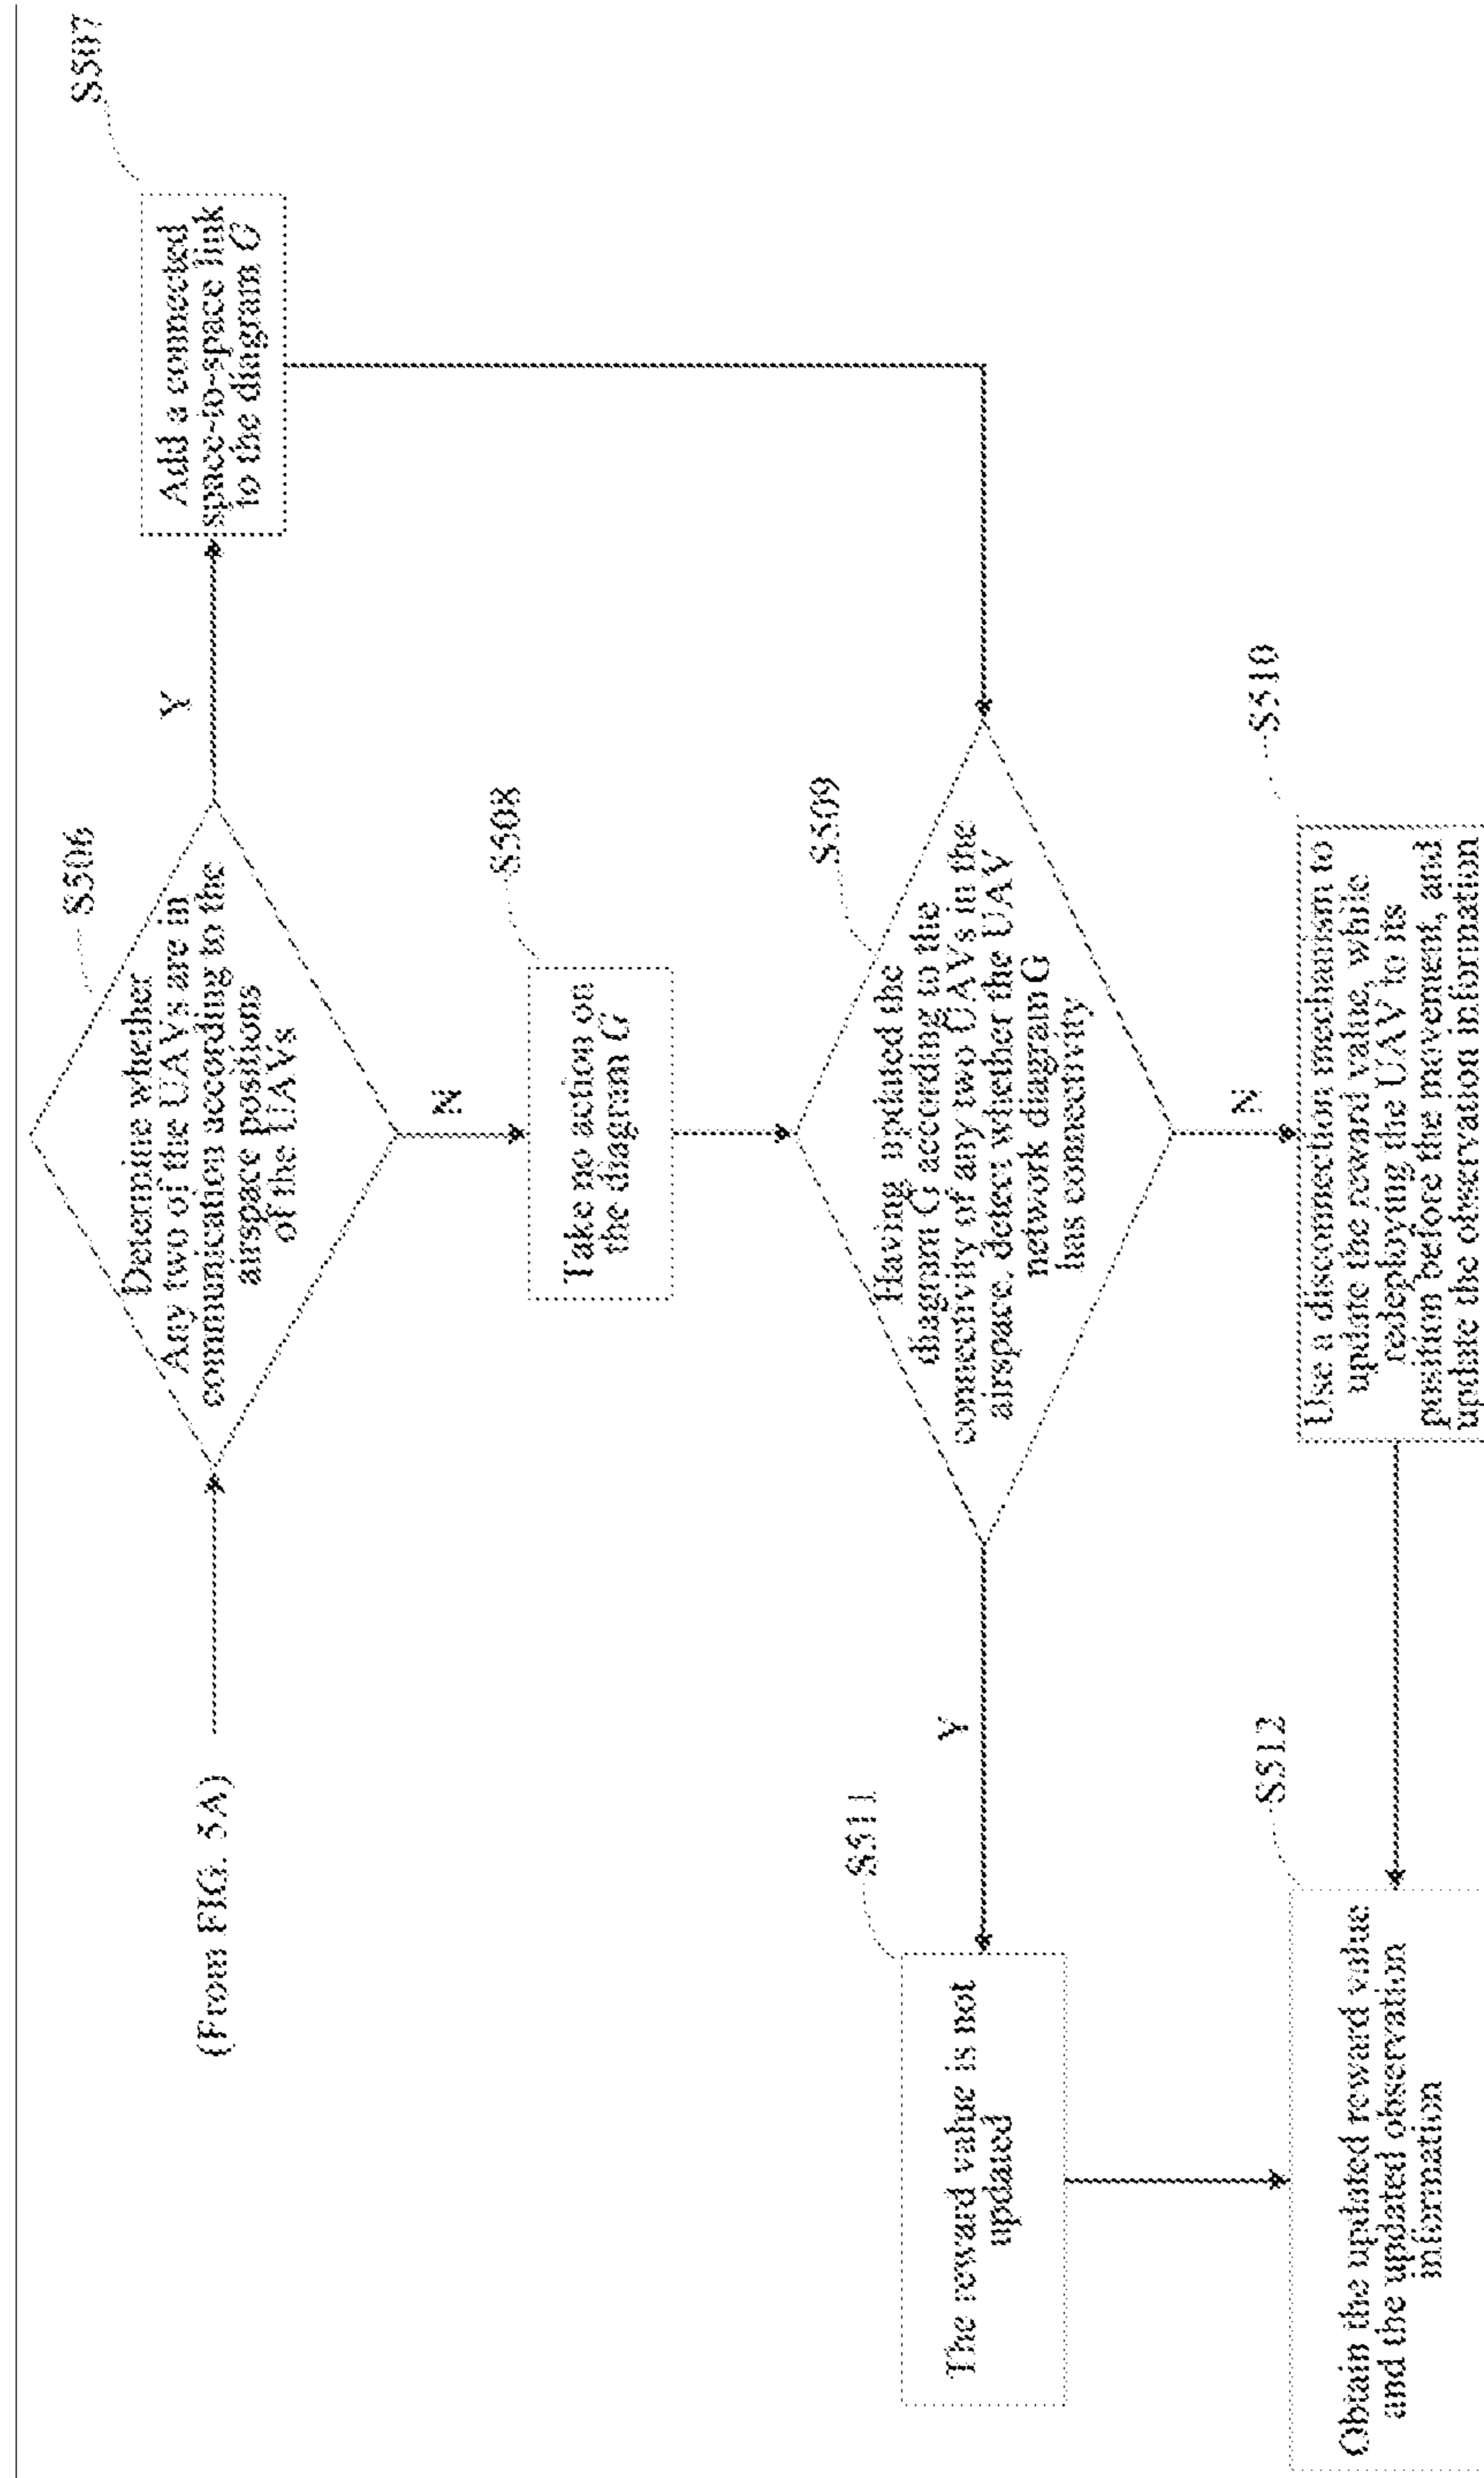 (From FIG. 5A)
S506
Determine whether
Any two of the UAVs are in
communication according to the
airspace positions
of the UAVs
Y
S507
Add a connected
space-to-space link
to the diagram G
N
S508
Take no action on
the diagram G
S509
Having updated the
diagram G according to the
connectivity of any two UAVs in the
airspace, detect whether the UAV
network diagram G
has connectivity
Y
S511
The reward value is not
updated
N
S510
Use a disconnection mechanism to
update the reward value, while
redeploying the UAV to its
position before the movement, and
update the observation information
S512
Obtain the updated reward value
and the updated observation
information